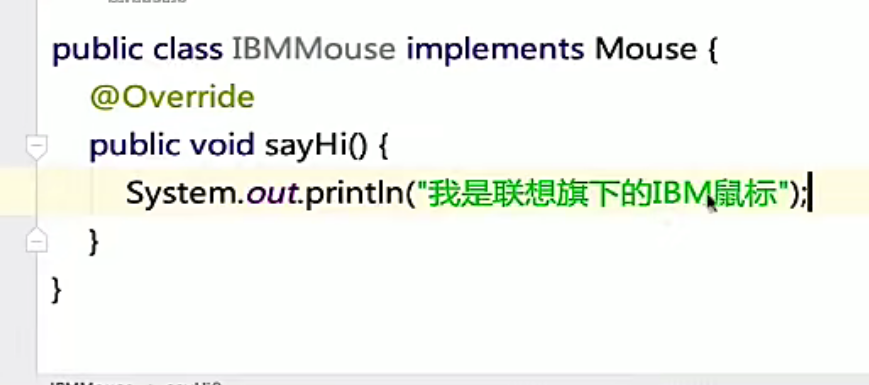 public class IBMMouse implements Mouse {
@Override
public void sayHi() {
System.out.println("我是联想旗下的IBM鼠标");
}
}